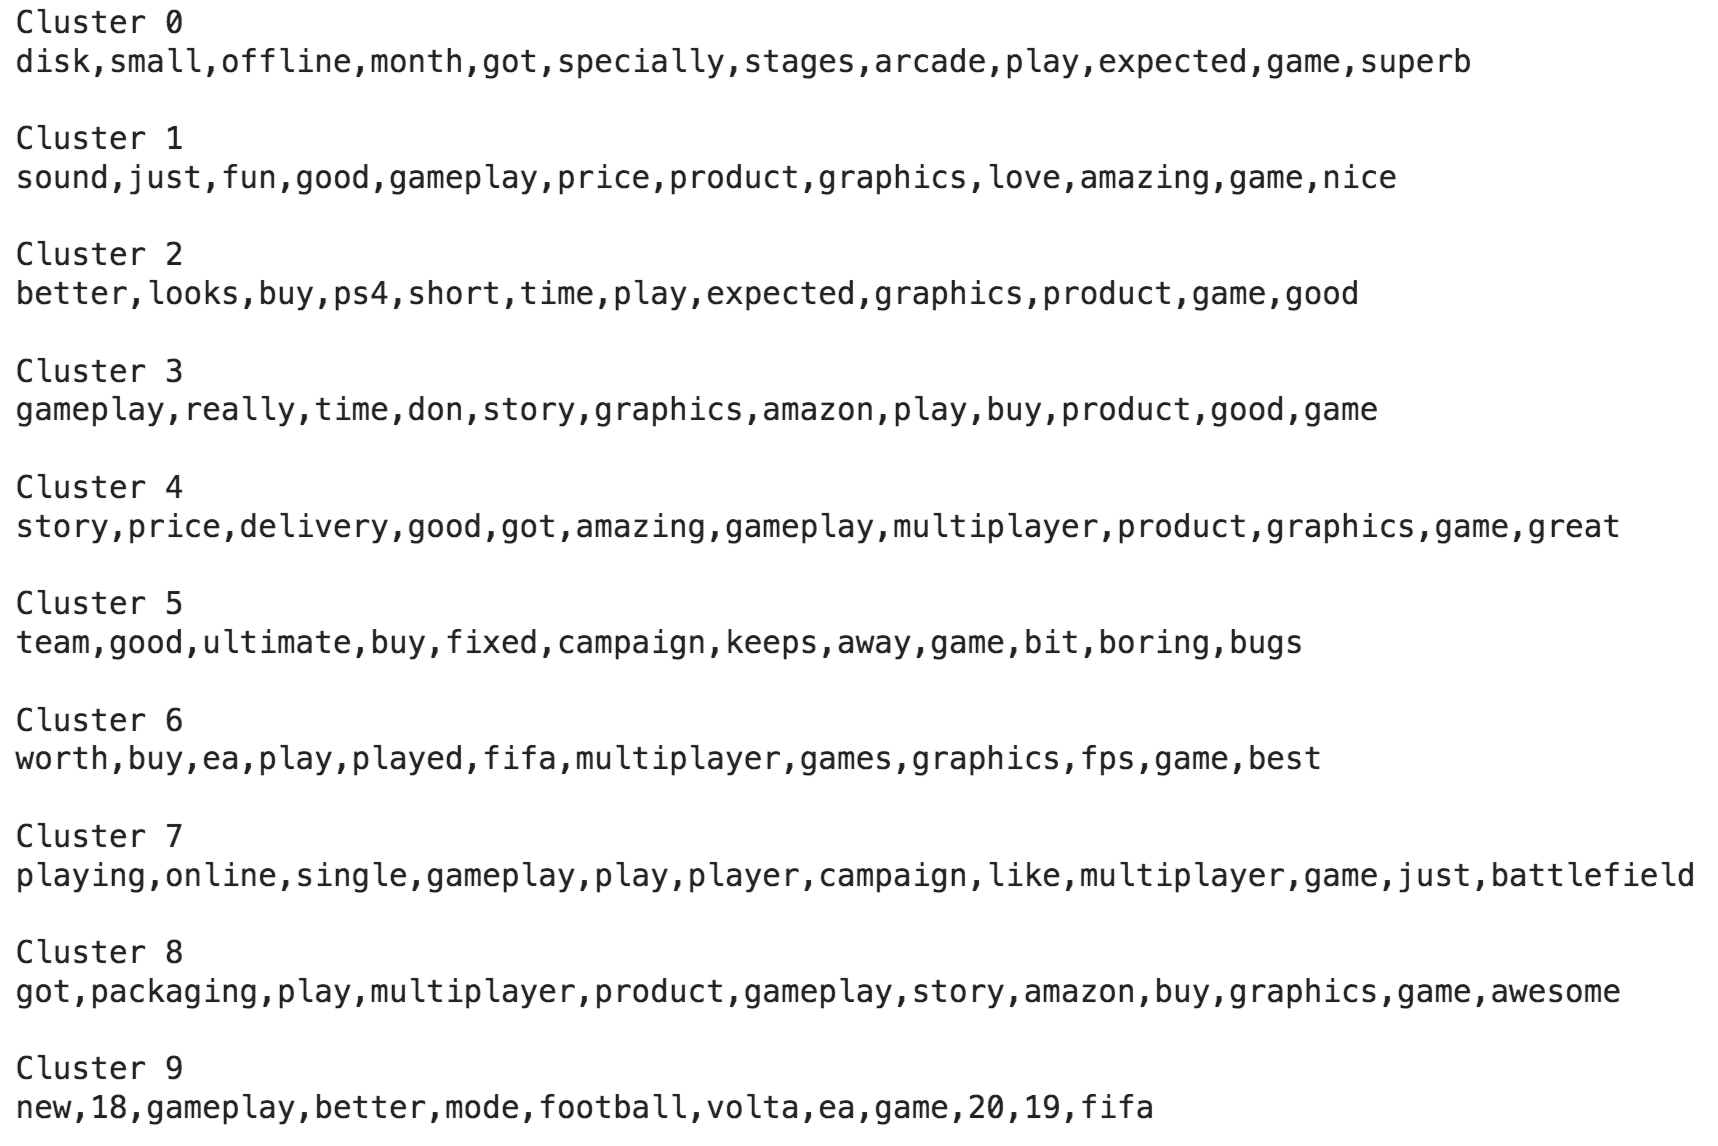 Cluster 0
disk,small,offline,month,got,specially,stages,arcade,play,expected,game,superb
Cluster 1
sound,just,fun,good,gameplay,price,product,graphics,love,amazing,game,nice
Cluster 2
better,looks,buy,ps4,short,time,play,expected,graphics,product,game,good
Cluster 3
gameplay,really,time,don,story,graphics,amazon,play,buy,product,good,game
Cluster 4
story,price,delivery,good,got,amazing,gameplay,multiplayer,product,graphics,game,great
Cluster 5
team,good,ultimate,buy,fixed,campaign,keeps,away,game,bit,boring,bugs
Cluster 6
worth,buy,ea,play,played,fifa,multiplayer,games,graphics,fps,game,best
Cluster 7
playing,online,single,gameplay,play,player,campaign,like,multiplayer,game,just,battlefield
Cluster 8
got,packaging,play,multiplayer,product,gameplay,story,amazon,buy,graphics,game,awesome
Cluster 9
new,18,gameplay,better,mode,football,volta,ea,game,20,19,fifa